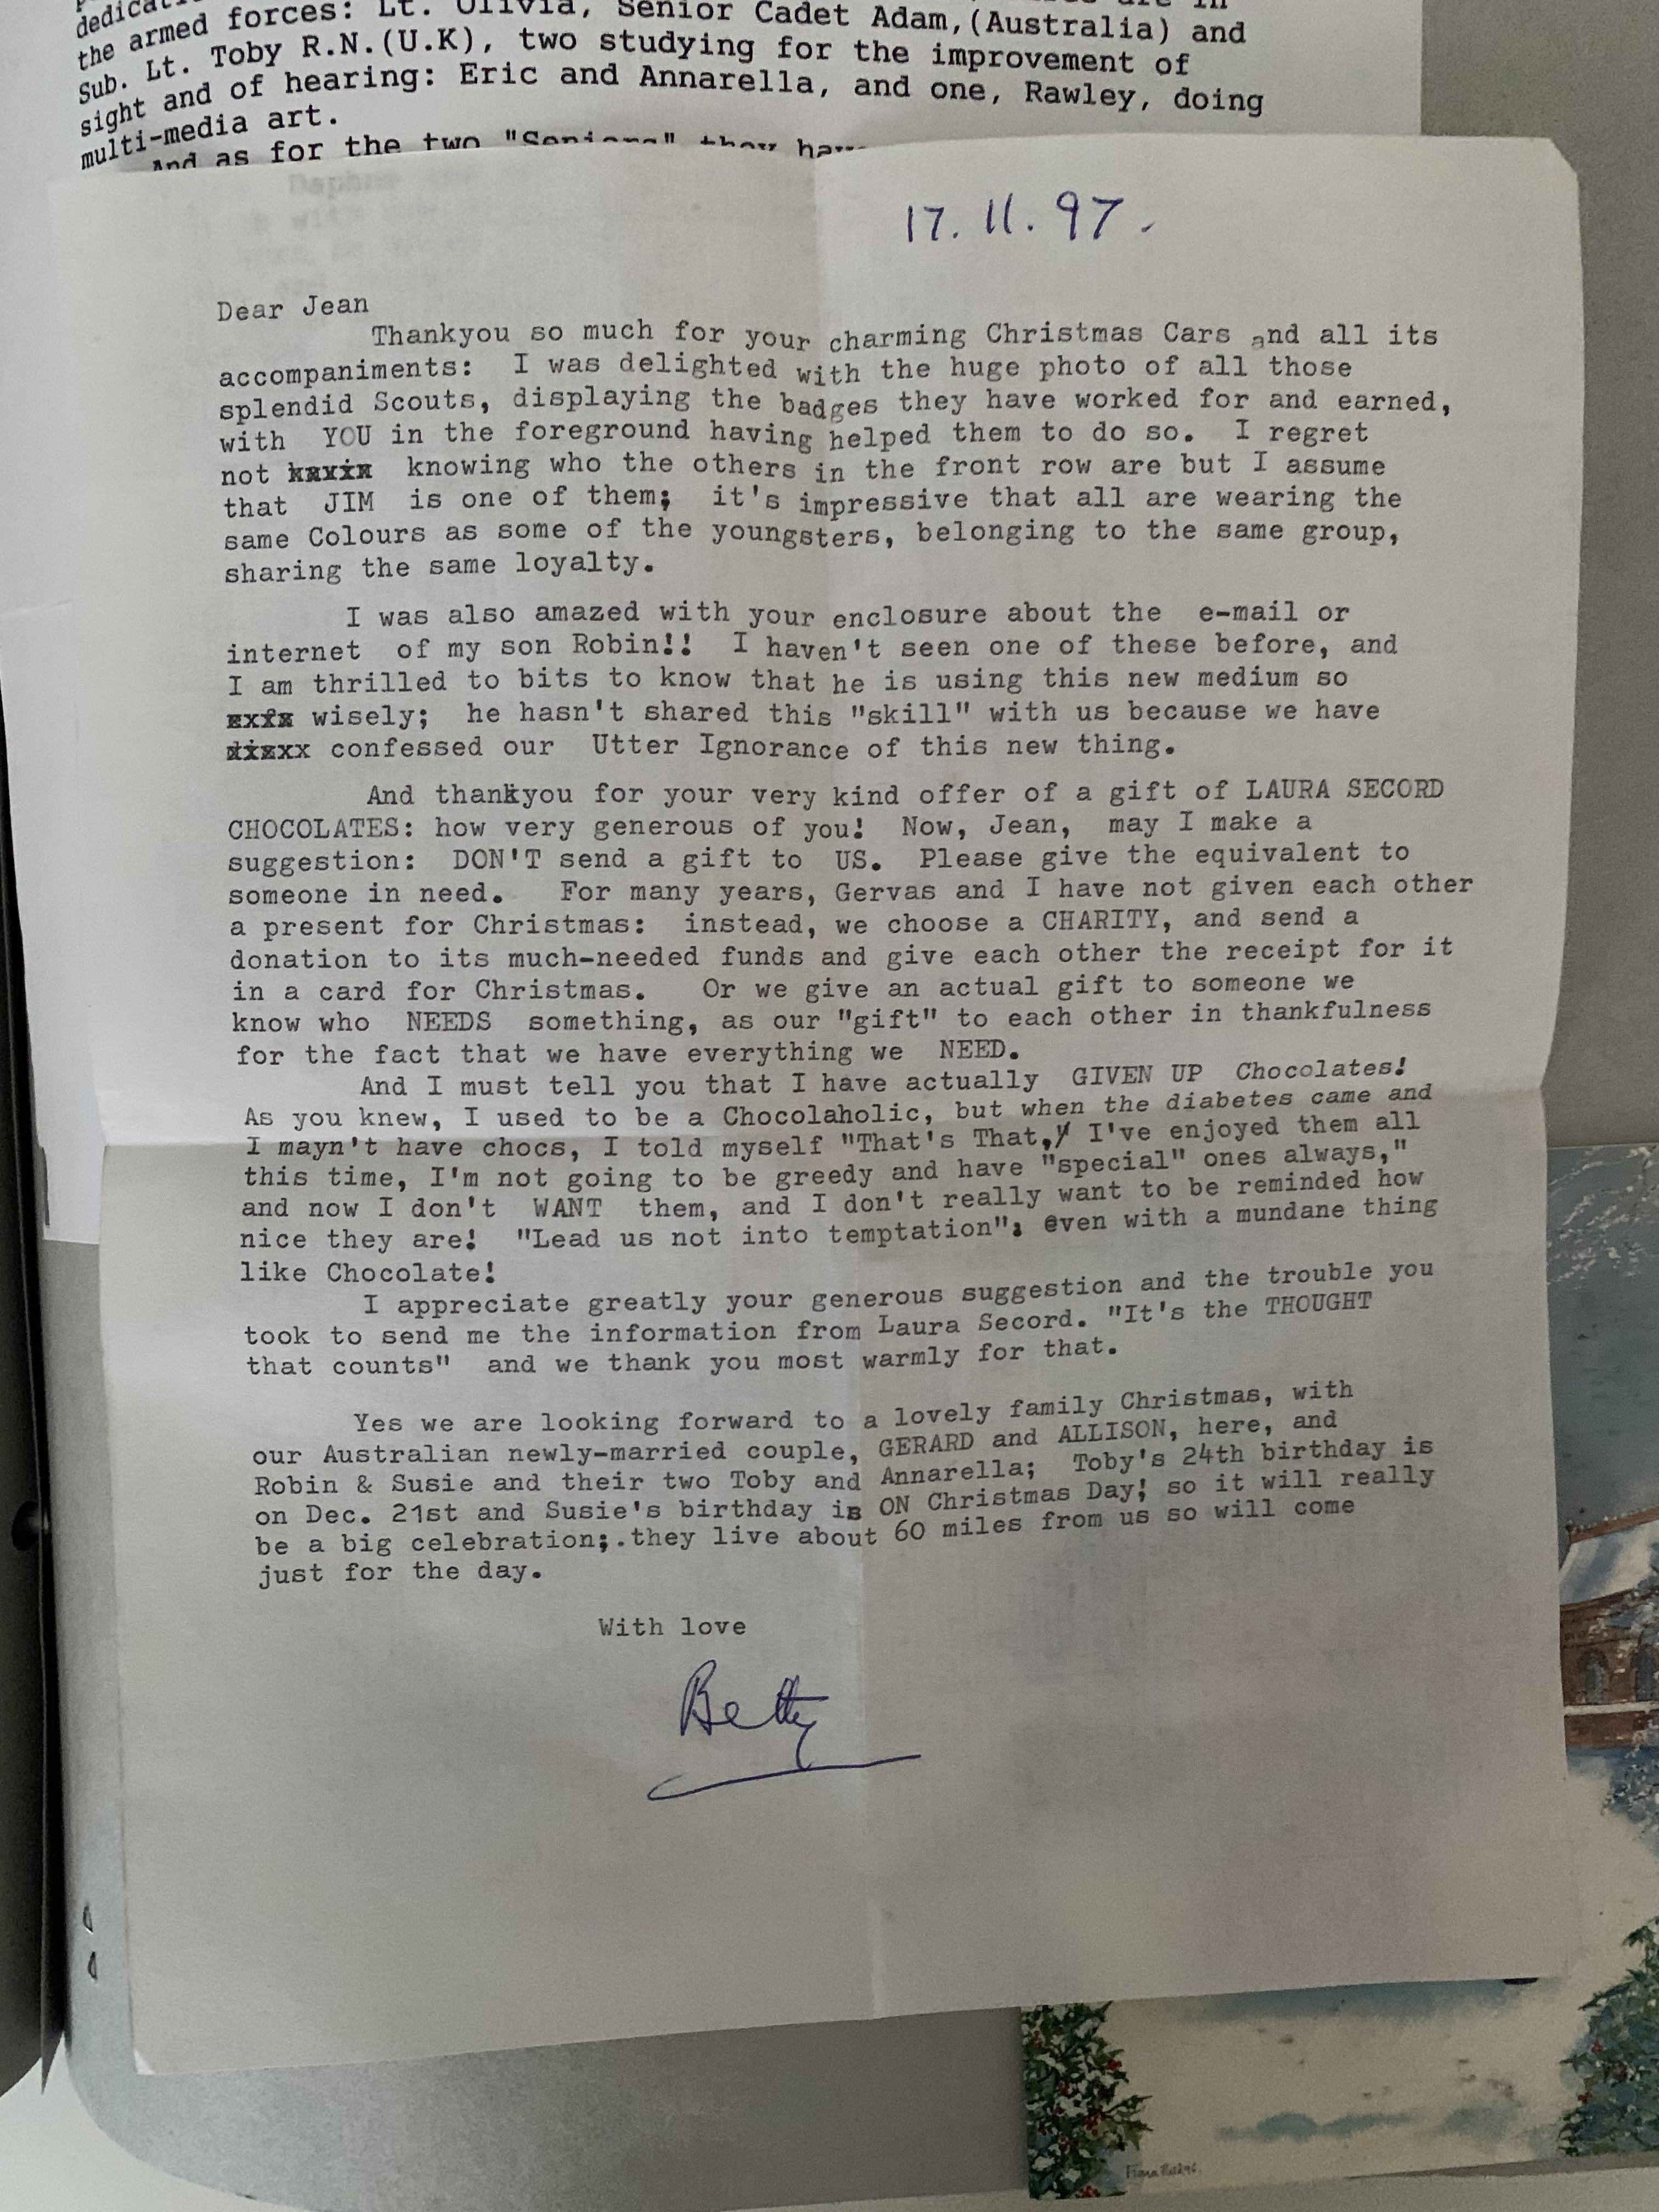 the armed forces: Lt. Olivia, Senior Cadet Adam,(Australia) and
Sub. Lt. Toby R.N.(U.K), two studying for the improvement of
sight and of hearing: Eric and Annarella, and one, Rawley, doing
multi-media art.
And as for the two "Seniors" they
17.11.97.
Dear Jean
Thankyou so much for your charming Christmas Cars and all its
accompaniments: I was delighted with the huge photo of all those
splendid Scouts, displaying the badges they have worked for and earned,
with YOU in the foreground having helped them to do so. I regret
not knowing who the others in the front row are but I assume
that JIM is one of them; it's impressive that all are wearing the
same Colours as some of the youngsters, belonging to the same group,
sharing the same loyalty.
I was also amazed with your enclosure about the e-mail or
internet of my son Robin!! I haven't seen one of these before, and
I am thrilled to bits to know that he is using this new medium so
wisely; he hasn't shared this "skill" with us because we have
confessed our Utter Ignorance of this new thing.
And thankyou for your very kind offer of a gift of LAURA SECORD
CHOCOLATES: how very generous of you! Now, Jean, may I make a
suggestion: DON'T send a gift to US. Please give the equivalent to
someone in need. For many years, Gervas and I have not given each other
a present for Christmas: instead, we choose a CHARITY, and send a
donation to its much-needed funds and give each other the receipt for it
in a card for Christmas. Or we give an actual gift to someone we
know who NEEDS something, as our "gift" to each other in thankfulness
for the fact that we have everything we NEED.
And I must tell you that I have actually GIVEN UP Chocolates!
As you knew, I used to be a Chocolaholic, but when the diabetes came and
I mayn't have chocs, I told myself "That's That, I've enjoyed them all
this time, I'm not going to be greedy and have "special" ones always,"
and now I don't WANT them, and I don't really want to be reminded how
nice they are! "Lead us not into temptation"; even with a mundane thing
like Chocolate!
I appreciate greatly your generous suggestion and the trouble you
took to send me the information from Laura Secord. "It's the THOUGHT
that counts" and we thank you most warmly for that.
Yes we are looking forward to a lovely family Christmas, with
our Australian newly-married couple, GERARD and ALLISON, here, and
Robin & Susie and their two Toby and Annarella; Toby's 24th birthday is
on Dec. 21st and Susie's birthday is ON Christmas Day! so it will really
be a big celebration;.they live about 60 miles from us so will come
just for the day.
With love
Betty